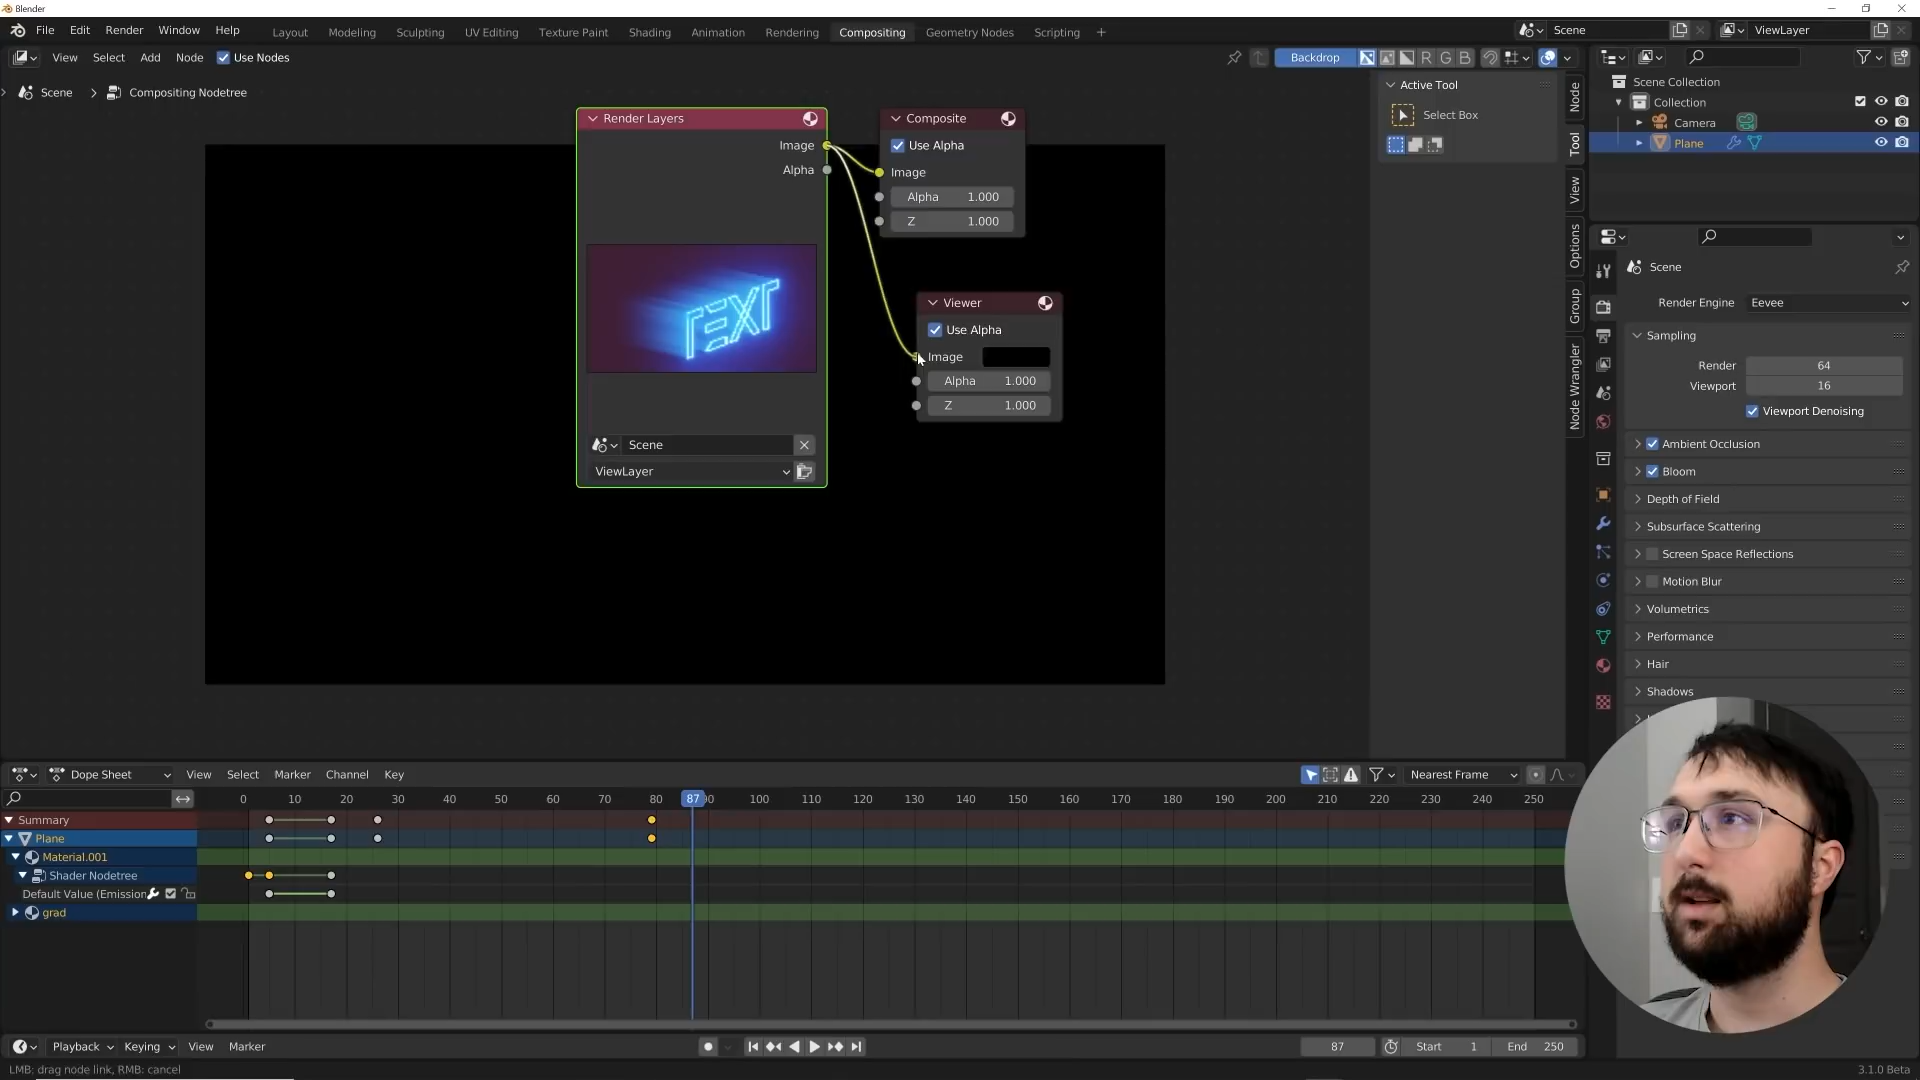 Blender
File Edit Render Window Help
Layout Modeling Sculpting UV Editing Texture Paint Shading Animation Rendering Compositing Geometry Nodes Scripting +
Scene
ViewLayer
View Select Add Node Use Nodes
Backdrop
R G B
Scene > Compositing Nodetree
Render Layers
Image
Alpha
TEXT
Scene
ViewLayer
Composite
Use Alpha
Image
Alpha 1.000
Z 1.000
Viewer
Use Alpha
Image
Alpha 1.000
Z 1.000
Active Tool
Select Box
Node
Tool
View
Options
Group
Node Wrangler
Scene Collection
Collection
Camera
Plane
Scene
Render Engine Eevee
Sampling
Render 64
Viewport 16
Viewport Denoising
Ambient Occlusion
Bloom
Depth of Field
Subsurface Scattering
Screen Space Reflections
Motion Blur
Volumetrics
Performance
Hair
Shadows
Dope Sheet View Select Marker Channel Key
Nearest Frame
0 10 20 30 40 50 60 70 80 87 90 100 110 120 130 140 150 160 170 180 190 200 210 220 230 240 250
Summary
Plane
Material.001
Shader Nodetree
Default Value (Emission
grad
Playback Keying View Marker
87 Start 1 End 250
LMB: drag node link, RMB: cancel
3.1.0 Beta